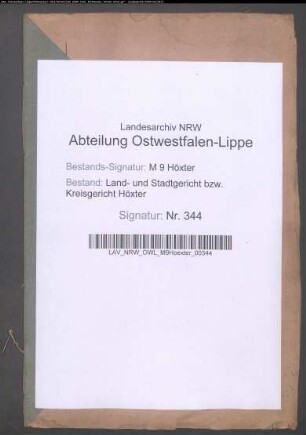 Landesarchiv NRW
Abteilung Ostwestfalen-Lippe
Bestands-Signatur: M 9 Höxter
Bestand: Land- und Stadtgericht bzw.
Kreisgericht Höxter
Signatur: Nr. 344
LAV_NRW_OWL_M9Hoexter_00344